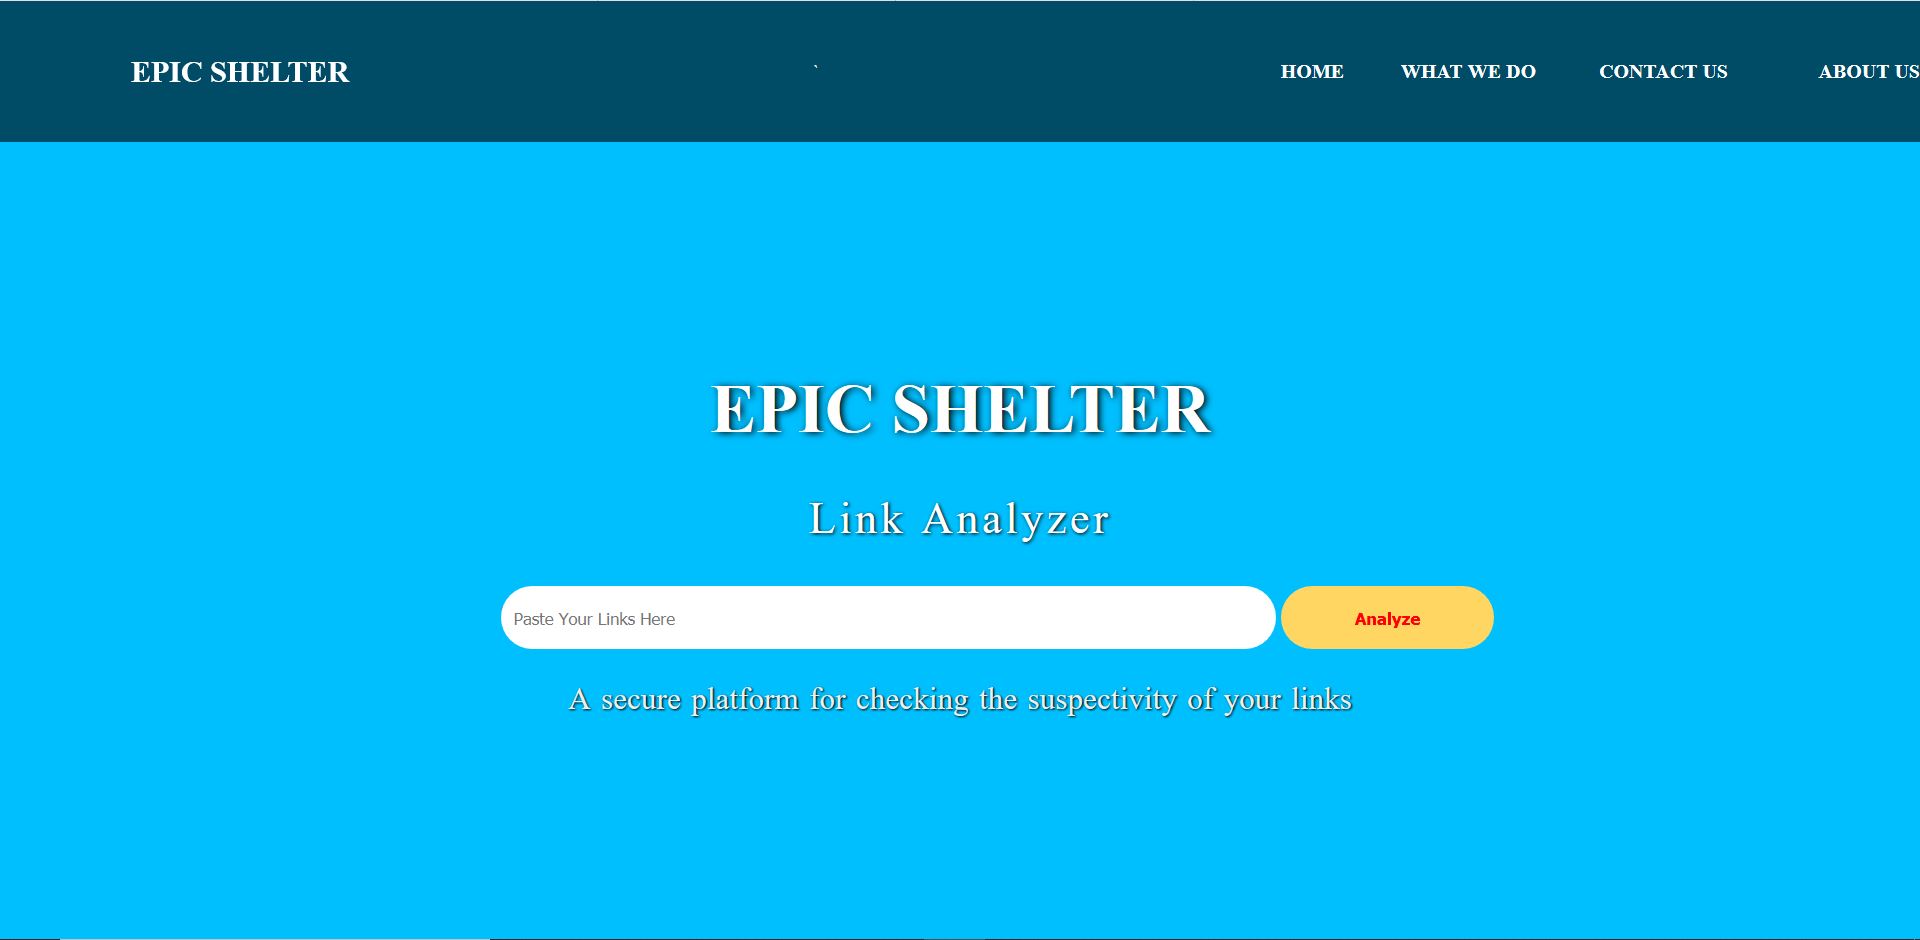 EPIC SHELTER ` HOME WHAT WE DO CONTACT US ABOUT US
EPIC SHELTER
Link Analyzer
Paste Your Links Here Analyze
A secure platform for checking the suspectivity of your links